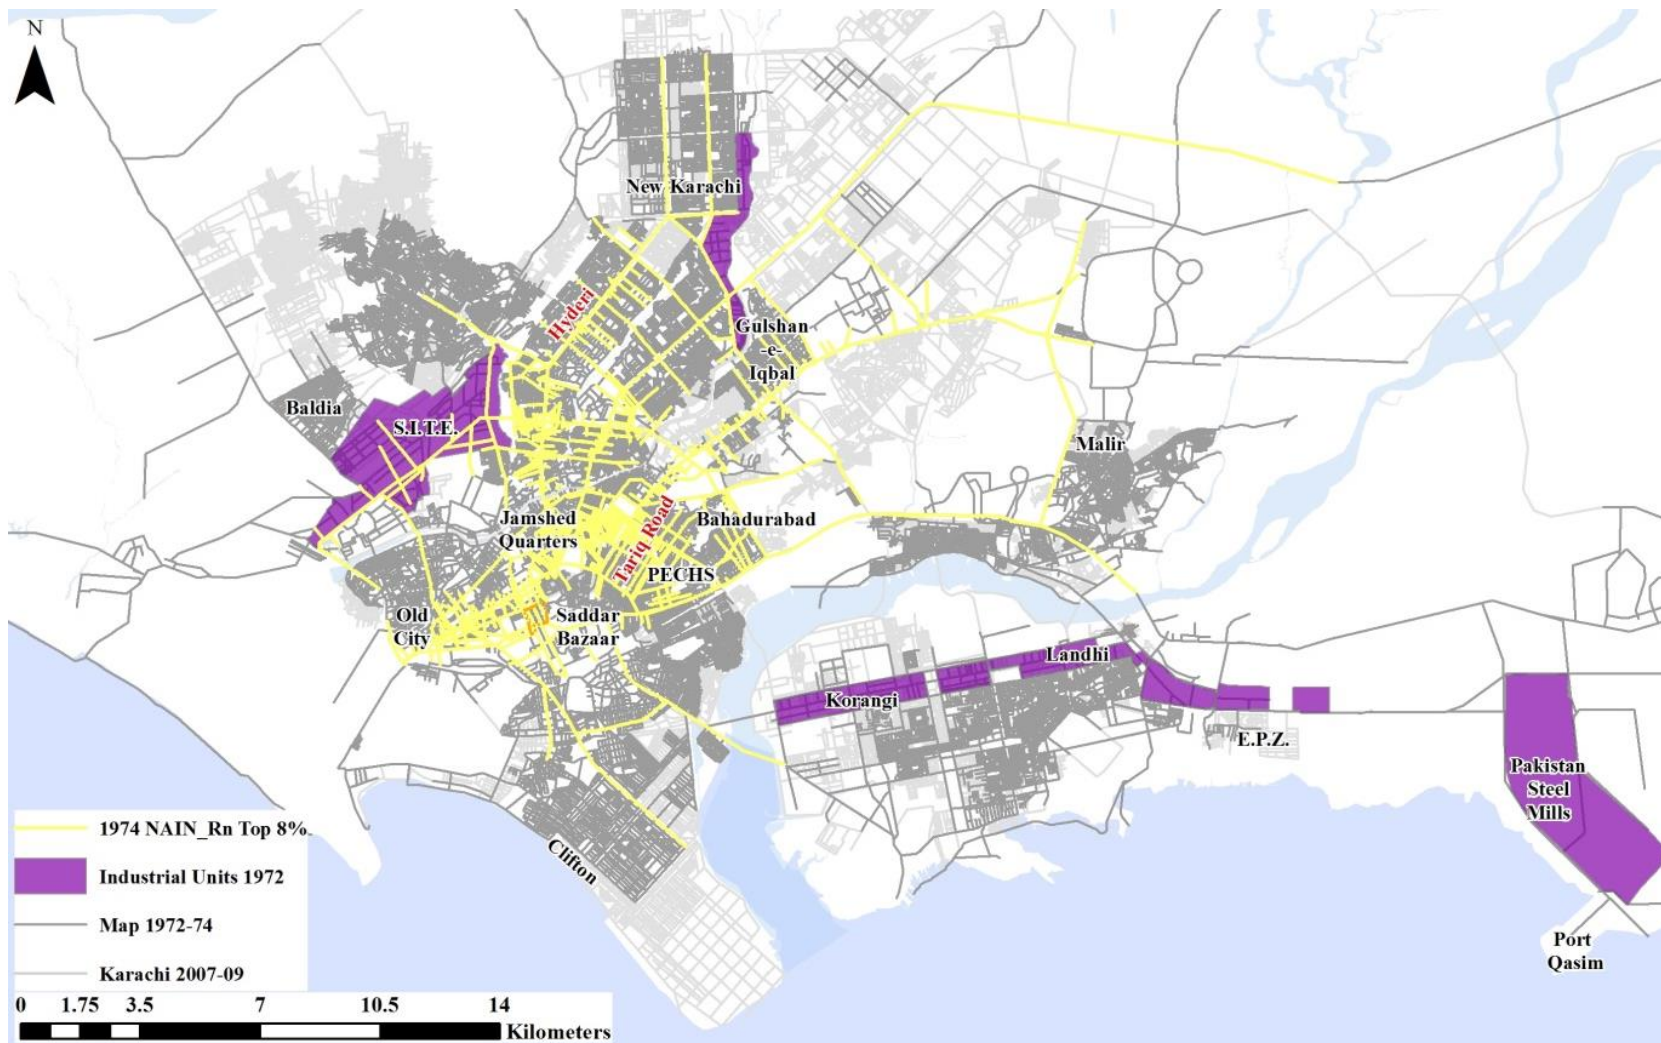 N
New Karachi
Hyderi
Gulshan
-e-
Iqbal
Baldia
S.I.T.E.
Malir
Jamshed
Quarters
Tariq Road
Bahadurabad
PECHS
Old
City
Saddar
Bazaar
Landhi
Korangi
E.P.Z.
Pakistan
Steel
Mills
Clifton
Port
Qasim
1974 NAIN_Rn Top 8%.
Industrial Units 1972
Map 1972-74
Karachi 2007-09
0 1.75 3.5 7 10.5 14
Kilometers